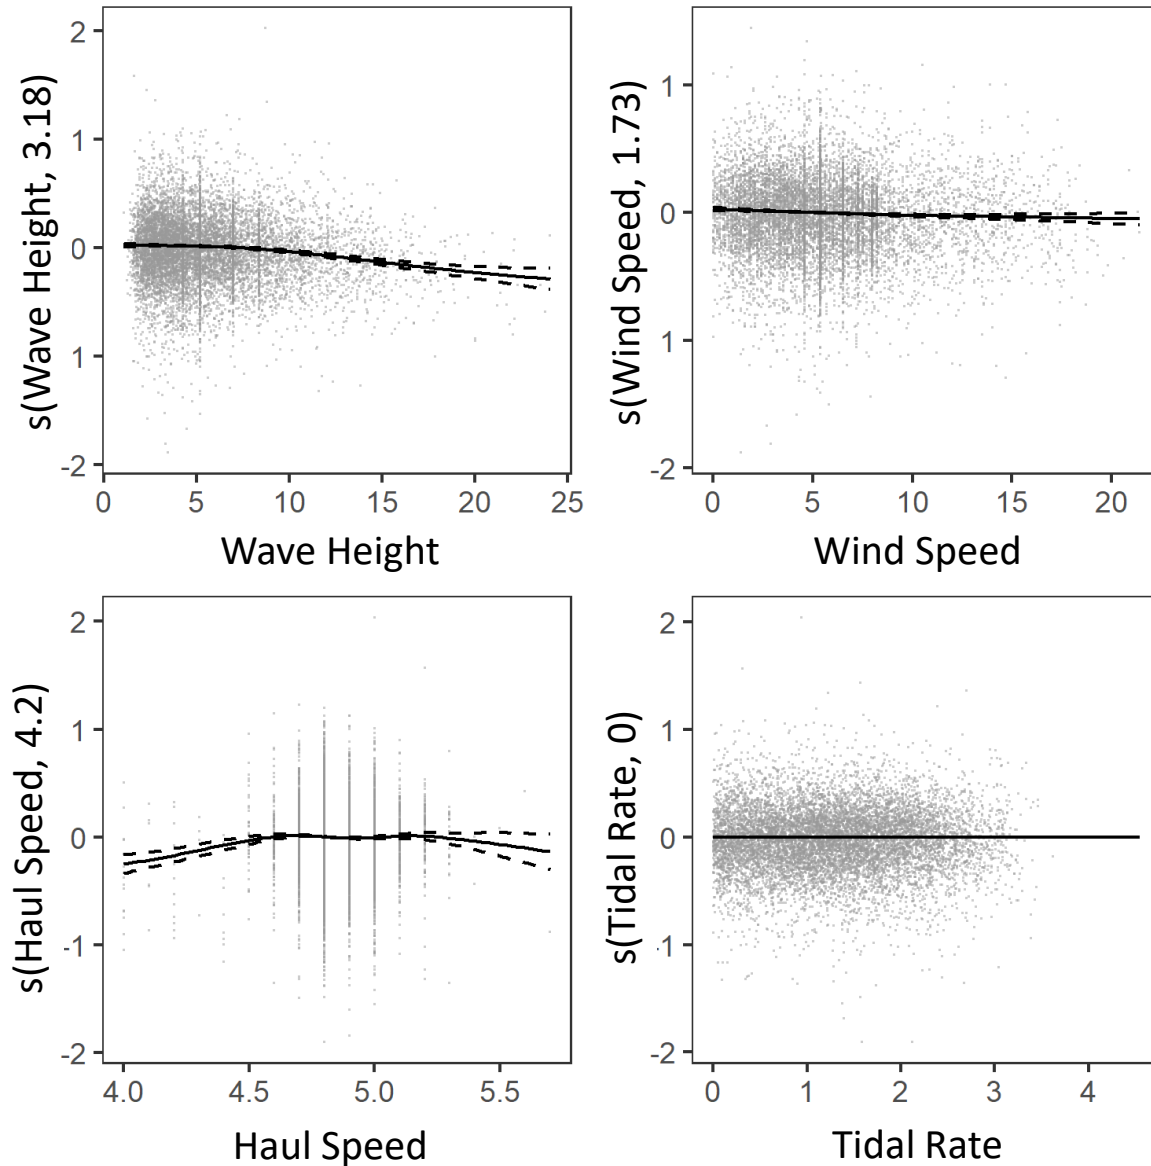 s(Wave Height, 3.18)
2
1
0
1
-2
0 5 10 15 20 25
Wave Height
s(Wind Speed, 1.73)
1
0
1
-2
0 5 10 15 20
Wind Speed
s(Haul Speed, 4.2)
2
1
0
-1
-2
4.0 4.5 5.0 5.5
Haul Speed
s(Tidal Rate, 0)
2
1
0
-1
-2
0 1 2 3 4
Tidal Rate